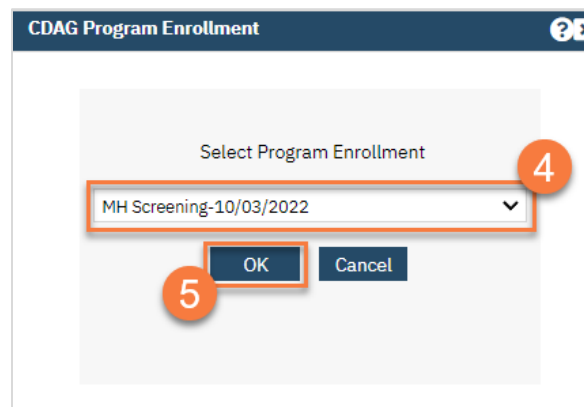 CDAG Program Enrollment ?
Select Program Enrollment
4
MH Screening-10/03/2022
OK Cancel
5